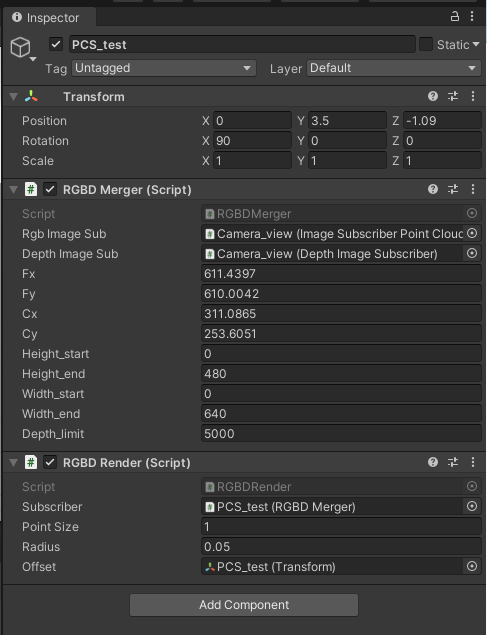 Inspector
PCS_test Static
Tag Untagged Layer Default
Transform
Position X 0 Y 3.5 Z -1.09
Rotation X 90 Y 0 Z 0
Scale X 1 Y 1 Z 1
RGBD Merger (Script)
Script RGBDMerger
Rgb Image Sub Camera_view (Image Subscriber Point Clouc
Depth Image Sub Camera_view (Depth Image Subscriber)
Fx 611.4397
Fy 610.0042
Cx 311.0865
Cy 253.6051
Height_start 0
Height_end 480
Width_start 0
Width_end 640
Depth_limit 5000
RGBD Render (Script)
Script RGBDRender
Subscriber PCS_test (RGBD Merger)
Point Size 1
Radius 0.05
Offset PCS_test (Transform)
Add Component